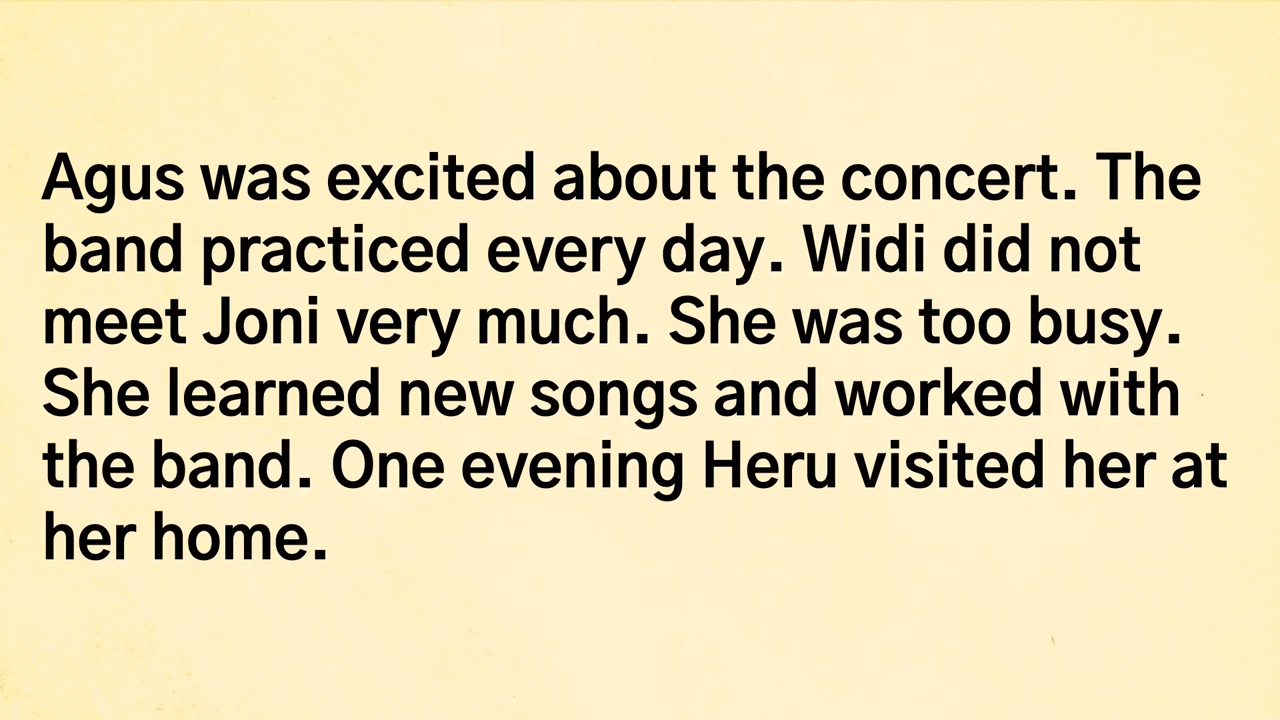 Agus was excited about the concert. The
band practiced every day. Widi did not
meet Joni very much. She was too busy.
She learned new songs and worked with
the band. One evening Heru visited her at
her home.